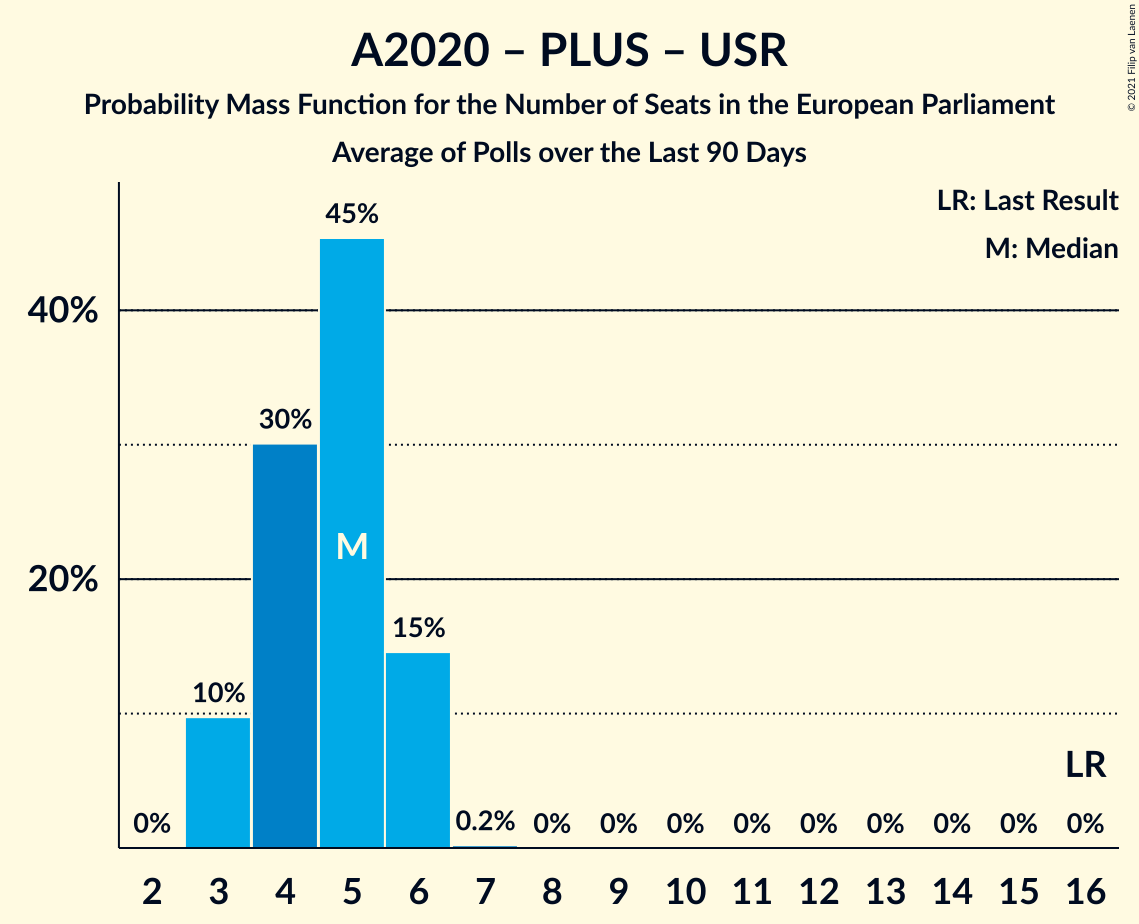 A2020 – PLUS – USR
Probability Mass Function for the Number of Seats in the European Parliament
Average of Polls over the Last 90 Days
© 2021 Filip van Laenen
LR: Last Result
M: Median
45%
40%
30%
M
20%
15%
10%
LR
0% 0.2% 0% 0% 0% 0% 0% 0% 0% 0% 0%
2 3 4 5 6 7 8 9 10 11 12 13 14 15 16